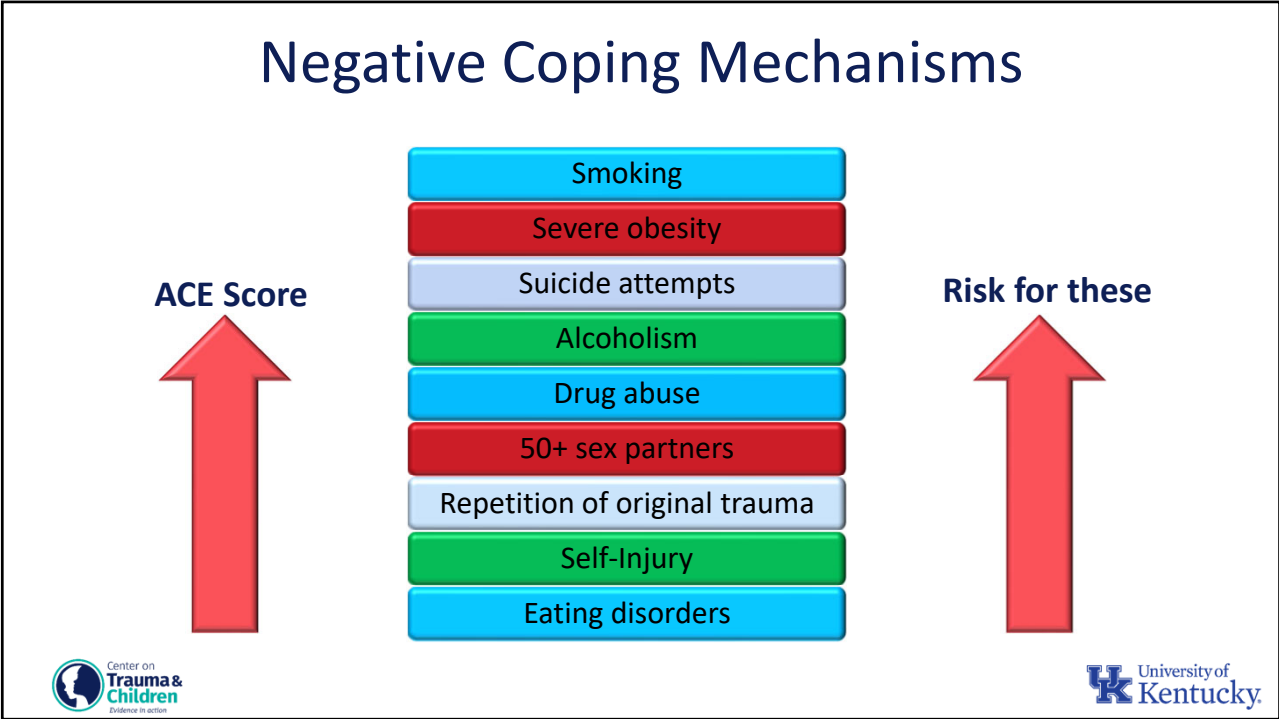 Negative Coping Mechanisms
Smoking
Severe obesity
Suicide attempts
Alcoholism
Drug abuse
50+ sex partners
Repetition of original trauma
Self-Injury
Eating disorders
ACE Score
Risk for these
Center on
Trauma &
Children
Evidence in action
UK
University of
Kentucky.